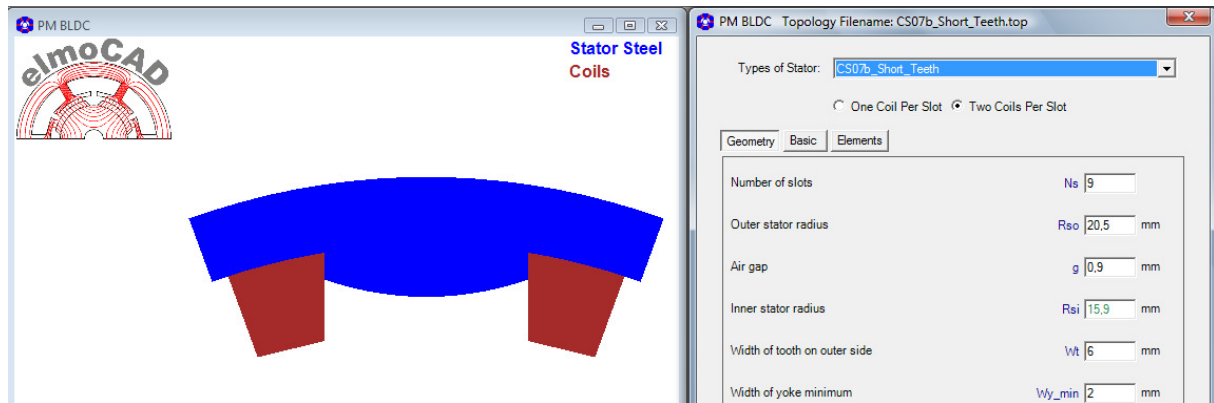 PM BLDC
elmoCAD
Stator Steel
Coils
PM BLDC Topology Filename: CS07b_Short_Teeth.top
Types of Stator: CS07b_Short_Teeth
One Coil Per Slot Two Coils Per Slot
Geometry Basic Elements
Number of slots Ns 9
Outer stator radius Rso 20,5 mm
Air gap g 0,9 mm
Inner stator radius Rsi 15,9 mm
Width of tooth on outer side Wt 6 mm
Width of yoke minimum Wy_min 2 mm